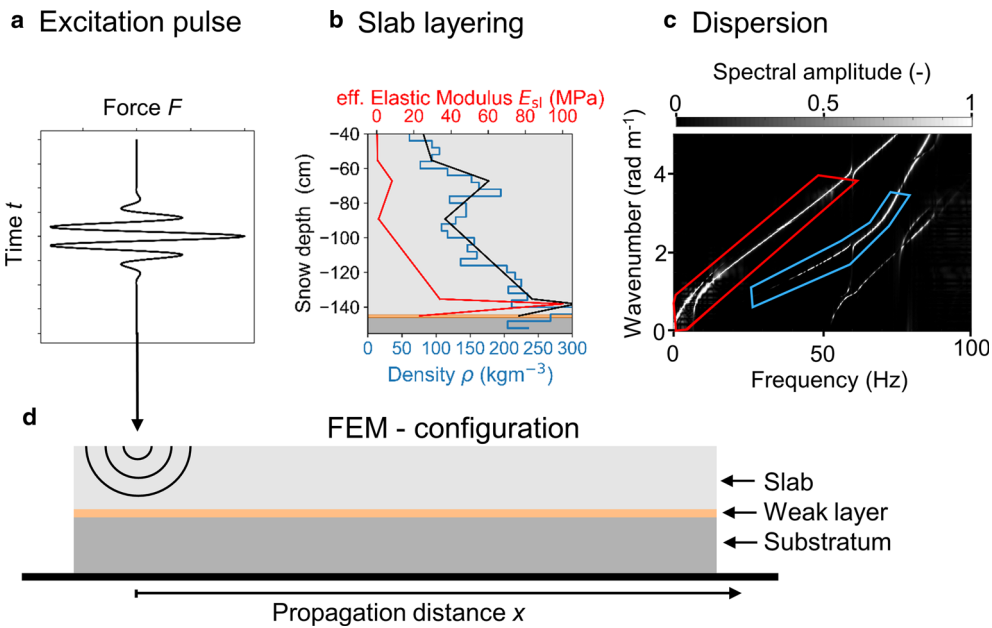 a Excitation pulse
Force F
Time t
b Slab layering
eff. Elastic Modulus E_sl (MPa)
0 20 40 60 80 100
Snow depth (cm)
−40
−60
−80
−100
−120
−140
0 50 100 150 200 250 300
Density ρ (kgm⁻³)
c Dispersion
Spectral amplitude (-)
0 0.5 1
Wavenumber (rad m⁻¹)
4
2
0
0 50 100
Frequency (Hz)
d
FEM - configuration
Slab
Weak layer
Substratum
Propagation distance x